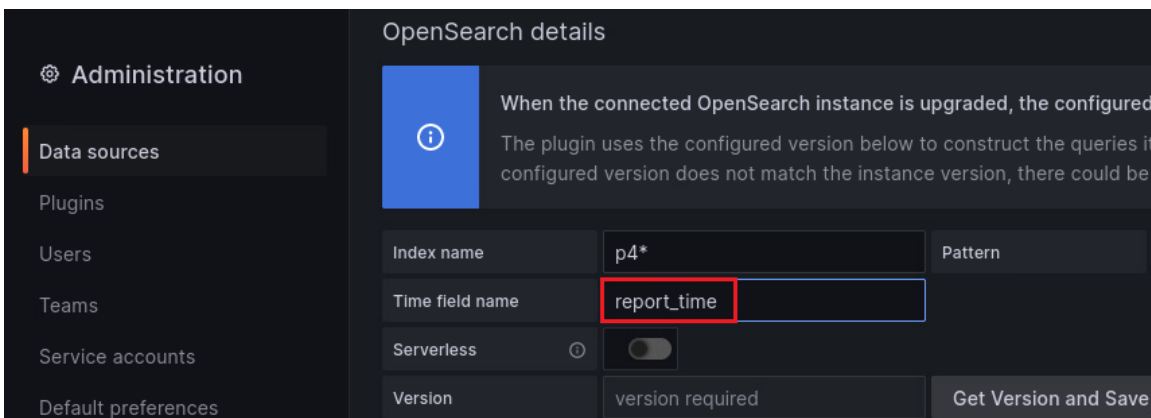 OpenSearch details
Administration
When the connected OpenSearch instance is upgraded, the configured
The plugin uses the configured version below to construct the queries it
configured version does not match the instance version, there could be
Data sources
Plugins
Users
Teams
Service accounts
Default preferences
Index name p4* Pattern
Time field name report_time
Serverless
Version version required Get Version and Save